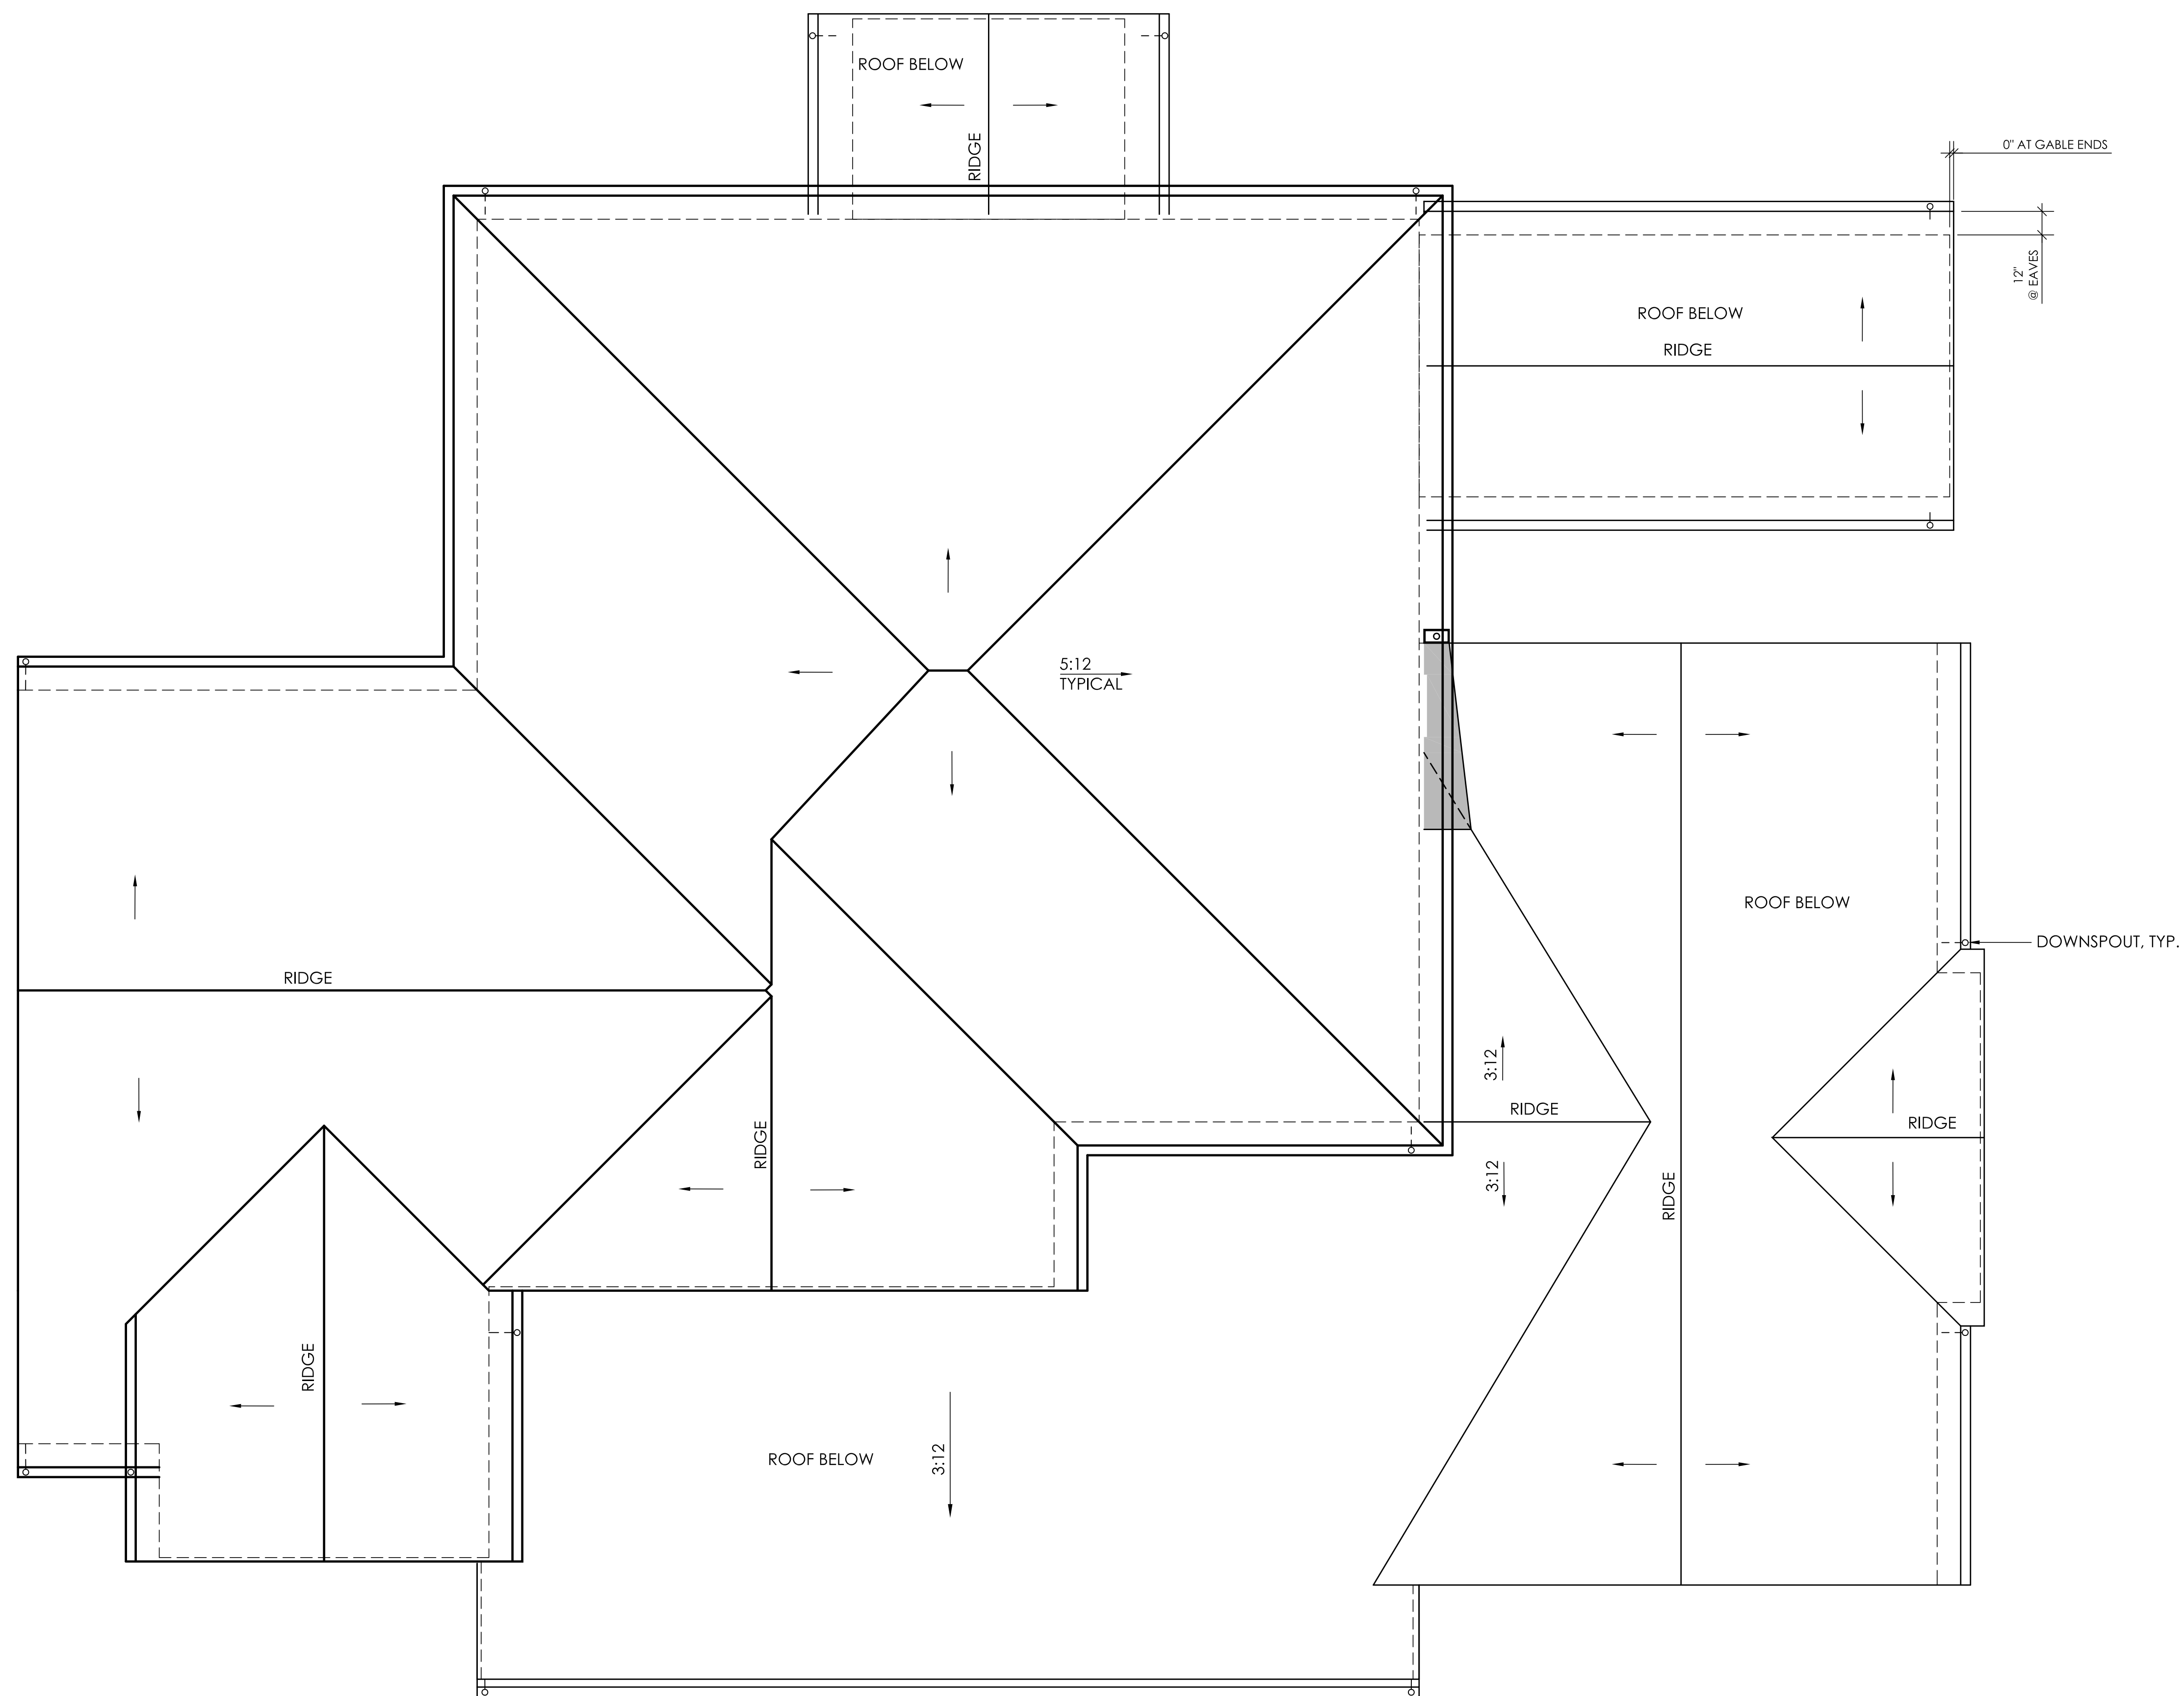 ROOF BELOW
RIDGE
0" AT GABLE ENDS
12"
@ EAVES
ROOF BELOW
RIDGE
5:12
TYPICAL
ROOF BELOW
DOWNSPOUT, TYP.
RIDGE
3:12
RIDGE
RIDGE
RIDGE
3:12
RIDGE
RIDGE
ROOF BELOW
3:12